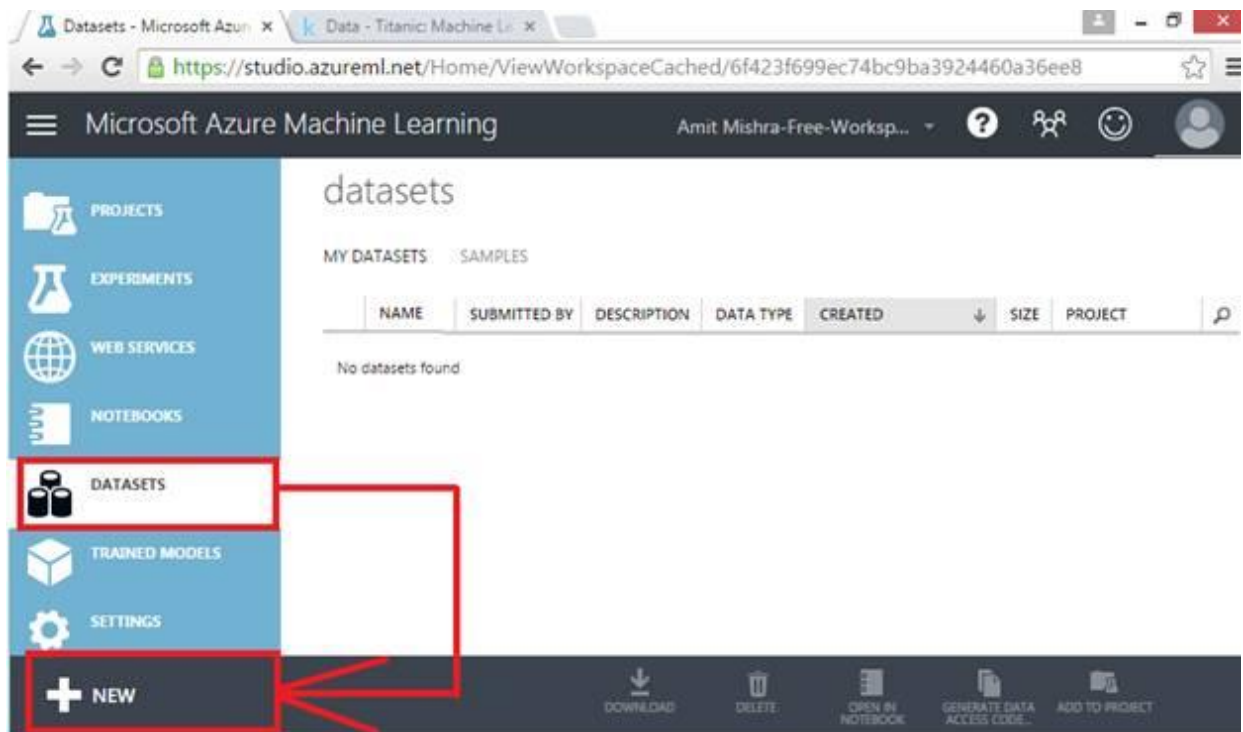 Datasets - Microsoft Azur
k Data - Titanic: Machine Le
https://studio.azureml.net/Home/ViewWorkspaceCached/6f423f699ec74bc9ba3924460a36ee8
Microsoft Azure Machine Learning
Amit Mishra-Free-Worksp...
?
PROJECTS
EXPERIMENTS
WEB SERVICES
NOTEBOOKS
DATASETS
TRAINED MODELS
SETTINGS
datasets
MY DATASETS SAMPLES
NAME SUBMITTED BY DESCRIPTION DATA TYPE CREATED SIZE PROJECT
No datasets found
NEW
DOWNLOAD
DELETE
OPEN IN
NOTEBOOK
GENERATE DATA
ACCESS CODE...
ADD TO PROJECT